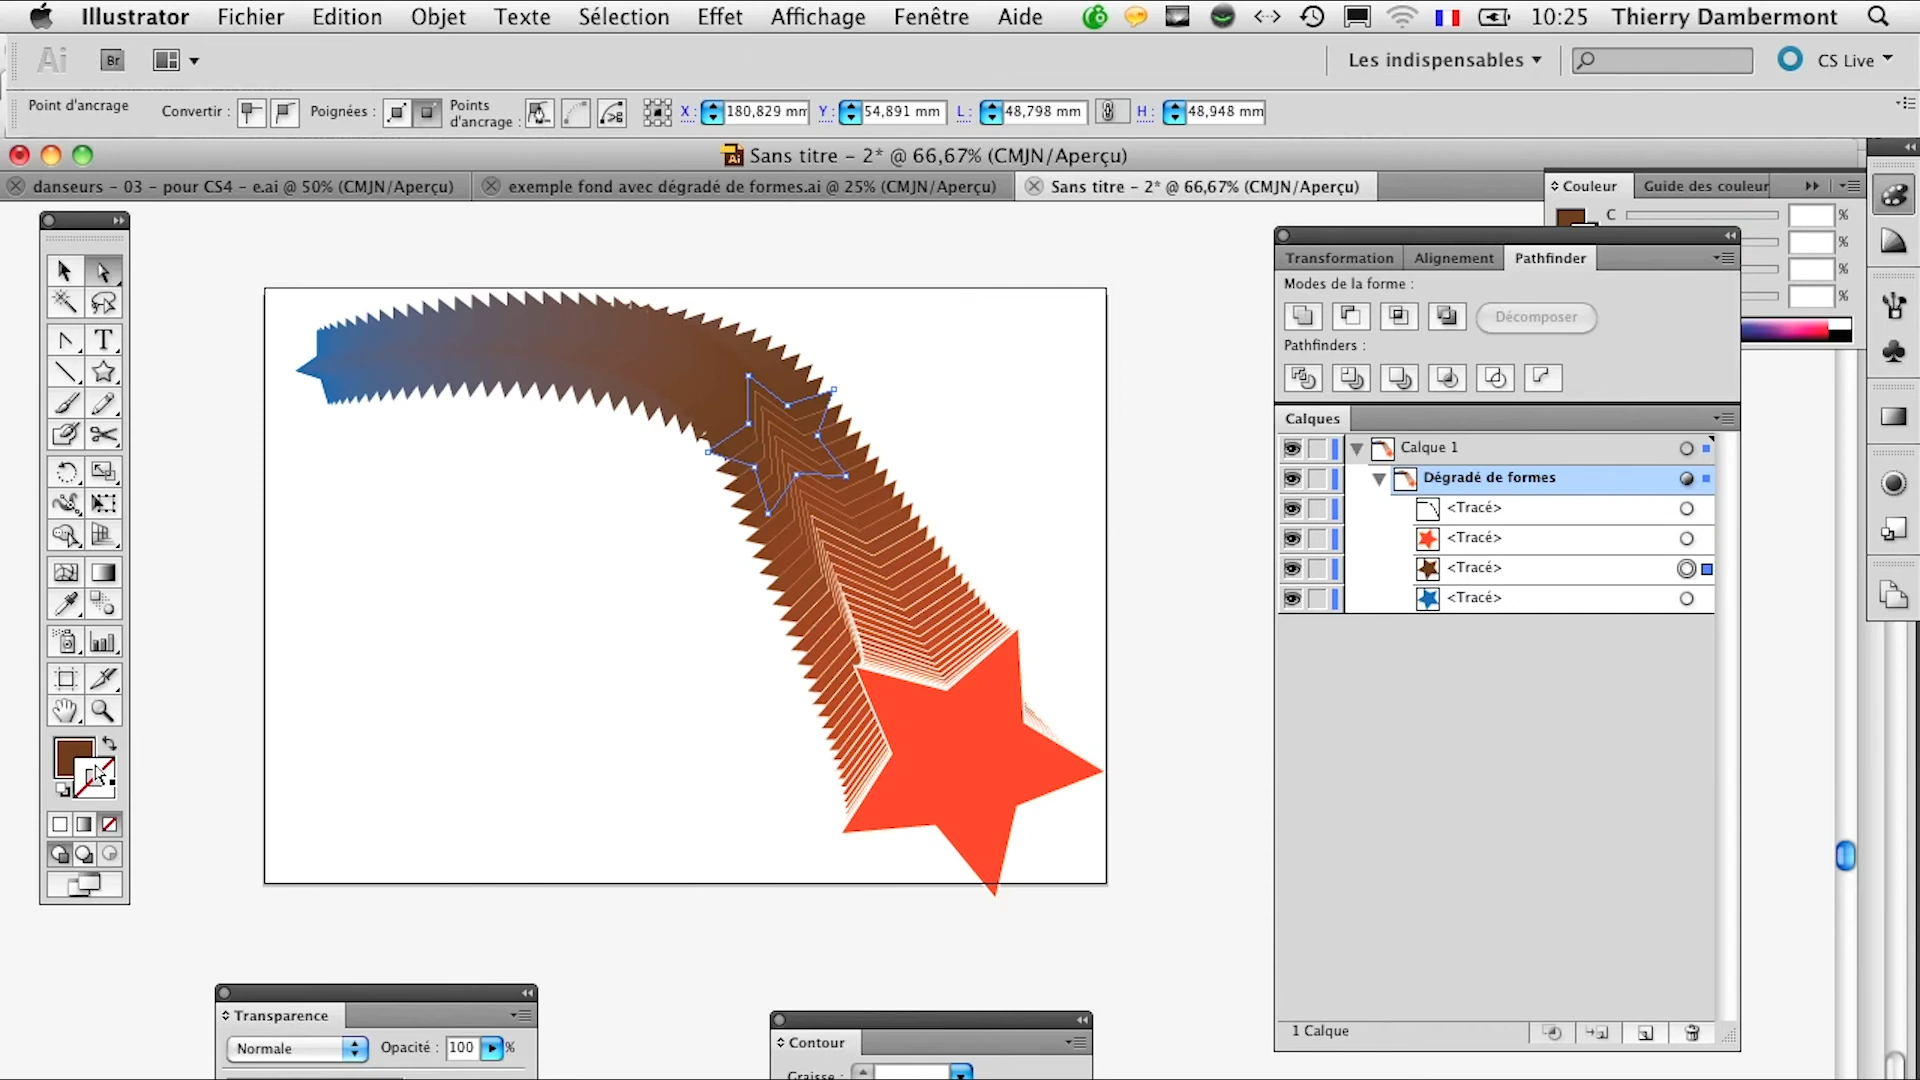 Illustrator Fichier Edition Objet Texte Sélection Effet Affichage Fenêtre Aide 10:25 Thierry Dambermont
Ai Br Les indispensables CS Live
Point d'ancrage Convertir : Poignées : Points d'ancrage : X : 180,829 mm Y : 54,891 mm L : 48,798 mm H : 48,948 mm
Sans titre - 2* @ 66,67% (CMJN/Aperçu)
danseurs - 03 - pour CS4 - e.ai @ 50% (CMJN/Aperçu) exemple fond avec dégradé de formes.ai @ 25% (CMJN/Aperçu) Sans titre - 2* @ 66,67% (CMJN/Aperçu)
Couleur Guide des couleur
C %
%
%
%
Transformation Alignement Pathfinder
Modes de la forme :
Décomposer
Pathfinders :
Calques
Calque 1
Dégradé de formes
<Tracé>
<Tracé>
<Tracé>
<Tracé>
1 Calque
Transparence
Normale Opacité : 100 %
Contour
Graisse :